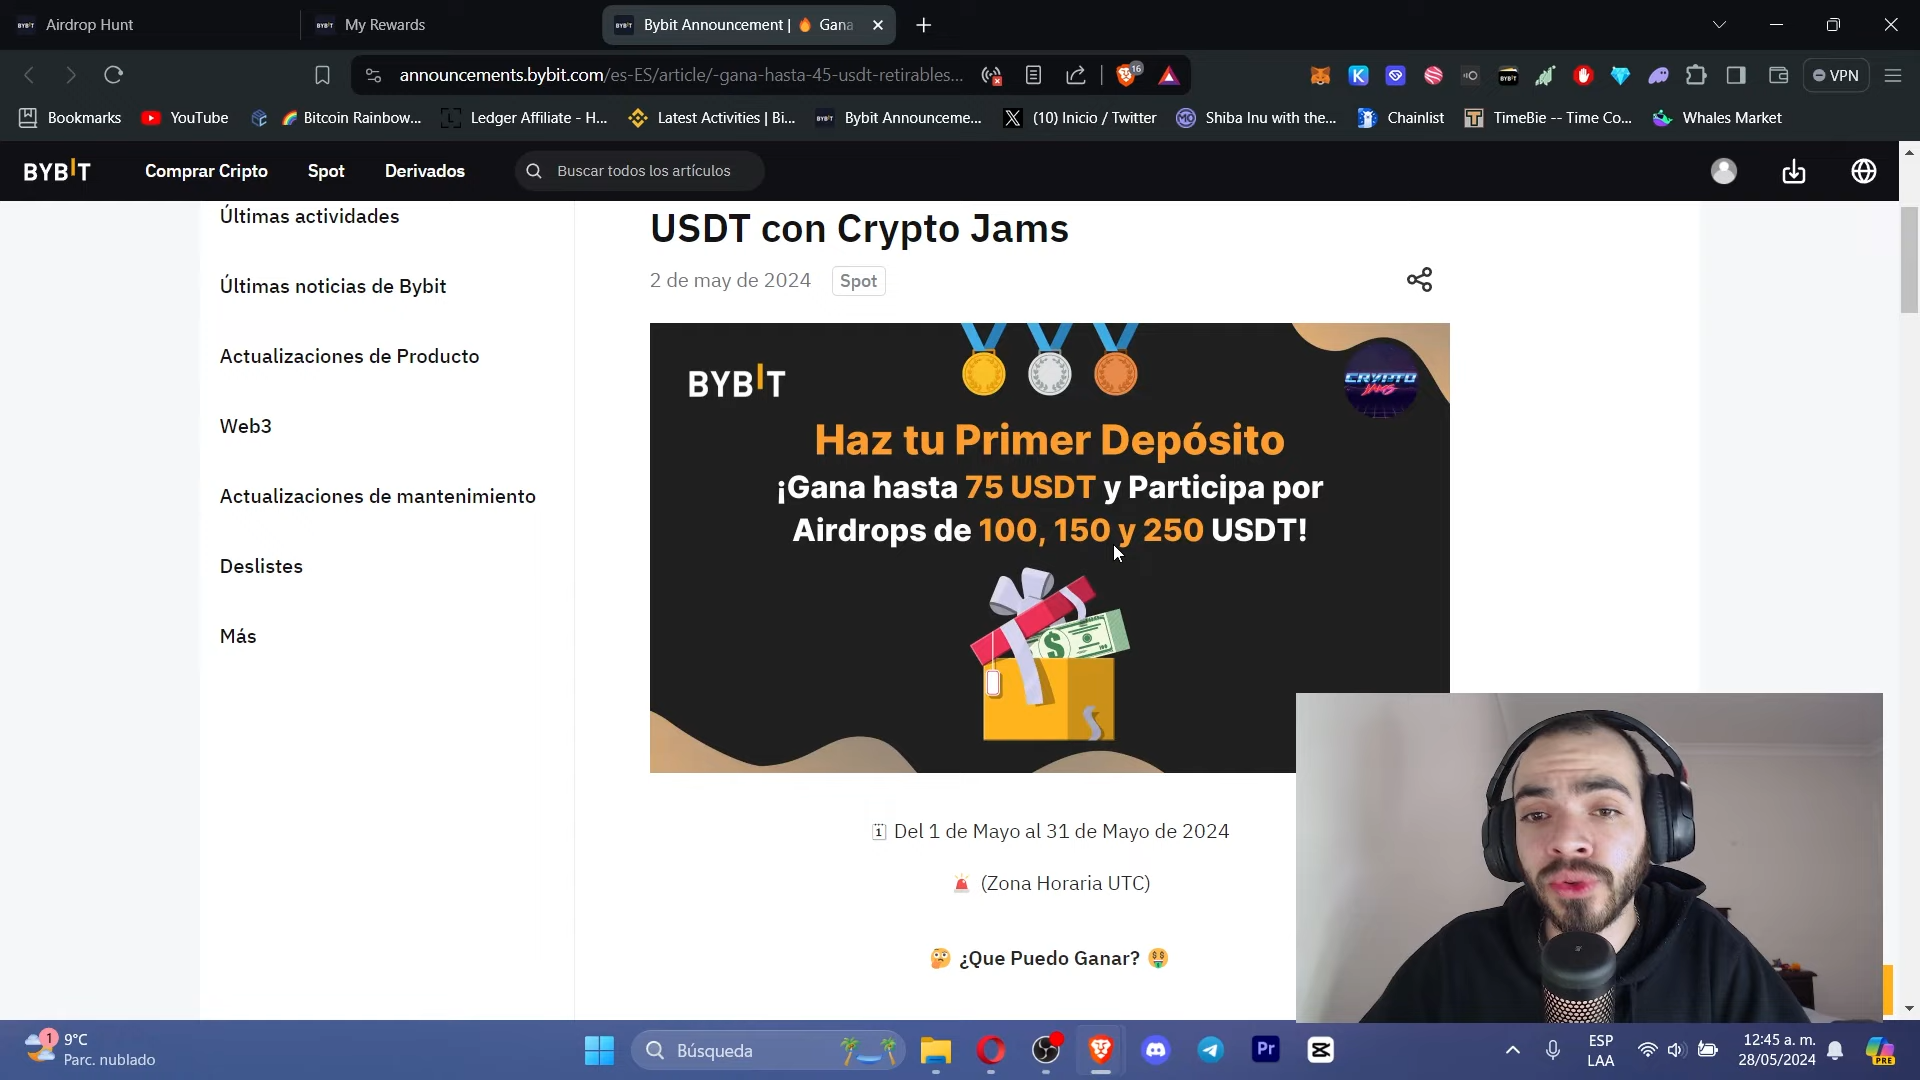 Airdrop Hunt
My Rewards
Bybit Announcement | 🔥 Gana
announcements.bybit.com/es-ES/article/-gana-hasta-45-usdt-retirables...
16
VPN
Bookmarks
YouTube
Bitcoin Rainbow...
Ledger Affiliate - H...
Latest Activities | Bi...
Bybit Announceme...
(10) Inicio / Twitter
Shiba Inu with the...
Chainlist
TimeBie -- Time Co...
Whales Market
BYBIT
Comprar Cripto
Spot
Derivados
Buscar todos los artículos
Últimas actividades
Últimas noticias de Bybit
Actualizaciones de Producto
Web3
Actualizaciones de mantenimiento
Deslistes
Más
USDT con Crypto Jams
2 de may de 2024
Spot
BYBIT
CRYPTO
JAMS
Haz tu Primer Depósito
¡Gana hasta 75 USDT y Participa por
Airdrops de 100, 150 y 250 USDT!
Del 1 de Mayo al 31 de Mayo de 2024
🚨 (Zona Horaria UTC)
🤔 ¿Que Puedo Ganar? 🤑
1
9°C
Parc. nublado
Búsqueda
Pr
ESP
LAA
12:45 a. m.
28/05/2024
PRE